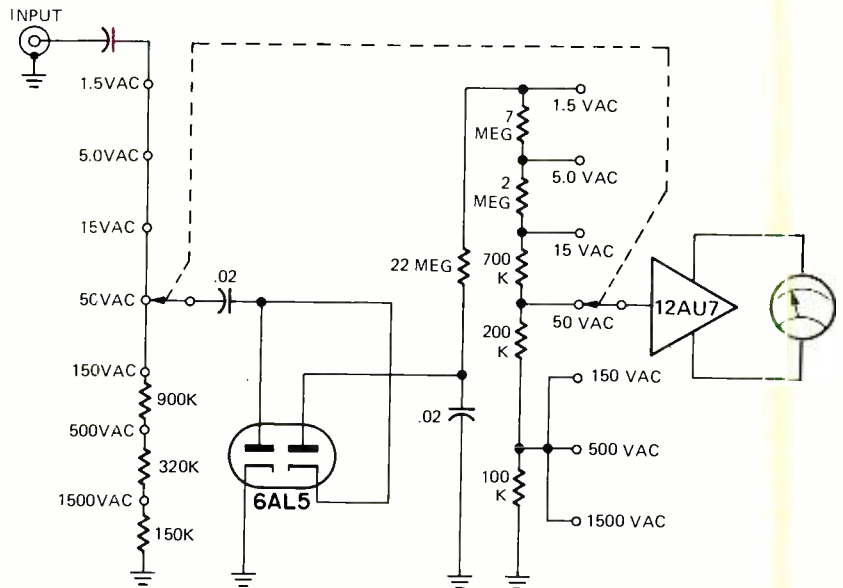 INPUT
1.5VAC
5.0VAC
15VAC
50VAC
150VAC
900K
500VAC
320K
1500VAC
150K
.02
6AL5
22 MEG
.02
7
MEG
2
MEG
700
K
200
K
100
K
1.5 VAC
5.0 VAC
15 VAC
50 VAC
150 VAC
500 VAC
1500 VAC
12AU7